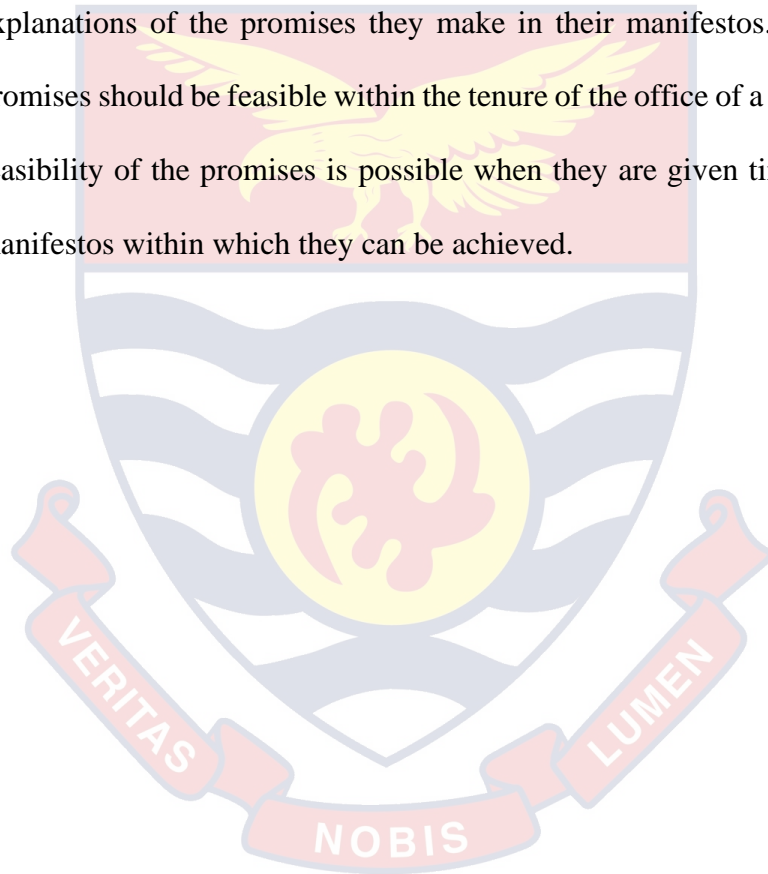 xplanations of the promises they make in their manifestos.
romises should be feasible within the tenure of the office of a
asibility of the promises is possible when they are given ti
anifestos within which they can be achieved.
VERITAS
NOBIS
LUMEN